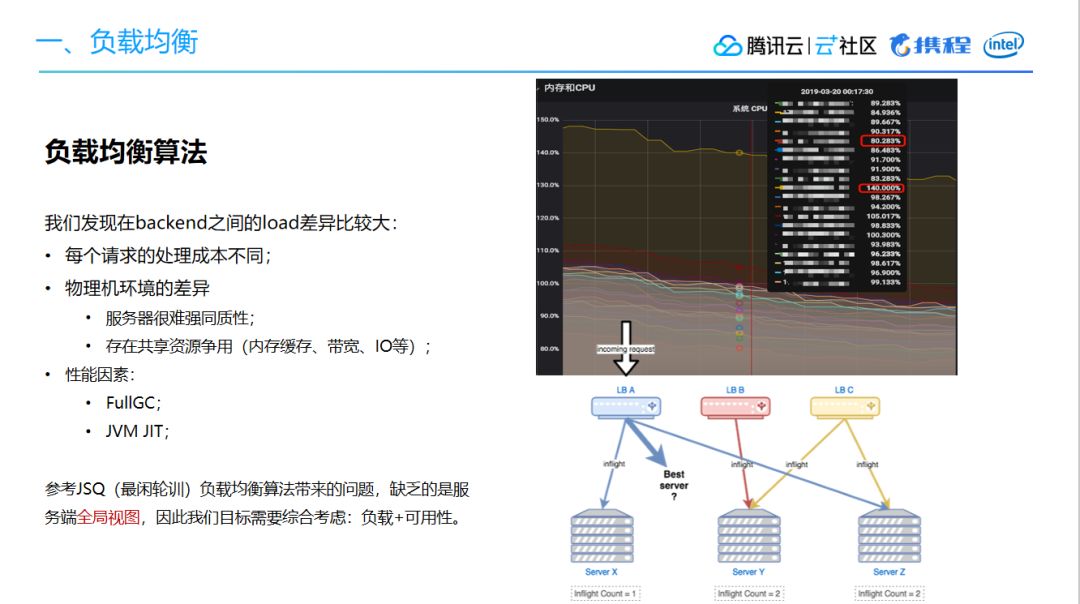 一、负载均衡
腾讯云 | 云+社区 携程 intel
负载均衡算法
我们发现在backend之间的load差异比较大：
• 每个请求的处理成本不同；
• 物理机环境的差异
• 服务器很难强同质性；
• 存在共享资源争用（内存缓存、带宽、IO等）；
• 性能因素：
• FullGC；
• JVM JIT；
参考JSQ（最闲轮训）负载均衡算法带来的问题，缺乏的是服
务端全局视图，因此我们目标需要综合考虑：负载+可用性。
内存和CPU
系统 CPU
2019-03-20 00:17:30
89.283%
84.936%
89.667%
90.317%
80.283%
86.483%
91.700%
91.900%
83.283%
140.000%
98.267%
94.200%
105.017%
98.833%
100.300%
93.983%
96.233%
98.617%
96.900%
99.133%
150.0%
140.0%
130.0%
120.0%
110.0%
100.0%
90.0%
80.0%
incoming request
LB A LB B LB C
inflight inflight inflight inflight
Best
server
?
Server X Server Y Server Z
Inflight Count = 1 Inflight Count = 2 Inflight Count = 2